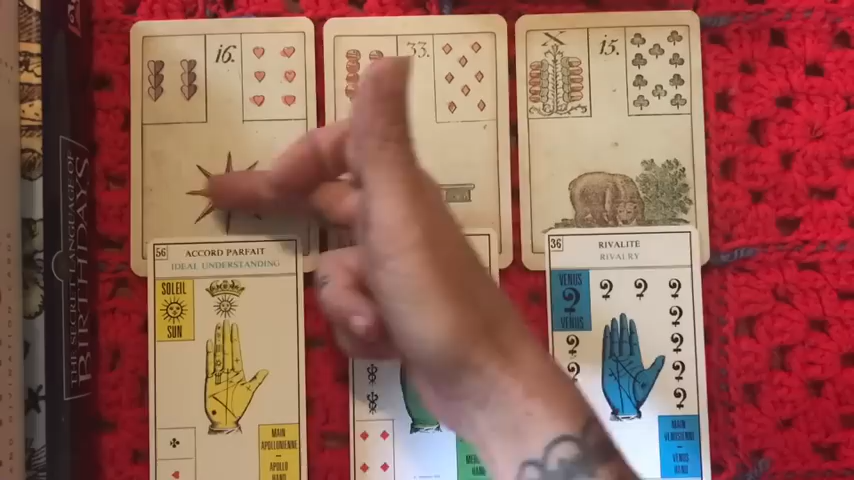 THE SECRET LANGUAGE OF
BIRTHDAYS
16.
33.
X
15.
56
ACCORD PARFAIT
IDEAL UNDERSTANDING
SOLEIL
SUN
MAIN
APOLLONIENNE
APOLLO
HAND
36
RIVALITÉ
RIVALRY
VENUS
VENUS
MAIN
VENUSIENNE
VENUS
HAND